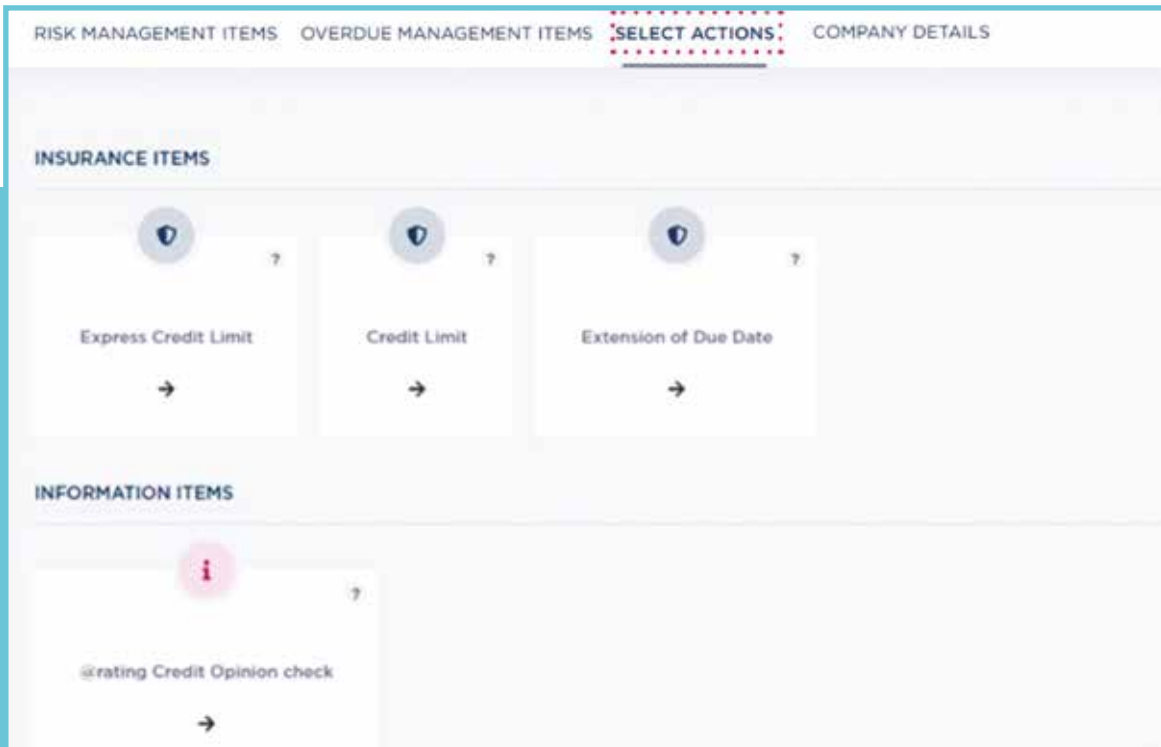 RISK MANAGEMENT ITEMS OVERDUE MANAGEMENT ITEMS SELECT ACTIONS COMPANY DETAILS
INSURANCE ITEMS
? ? ?
Express Credit Limit Credit Limit Extension of Due Date
→ → →
INFORMATION ITEMS
i
?
@rating Credit Opinion check
→